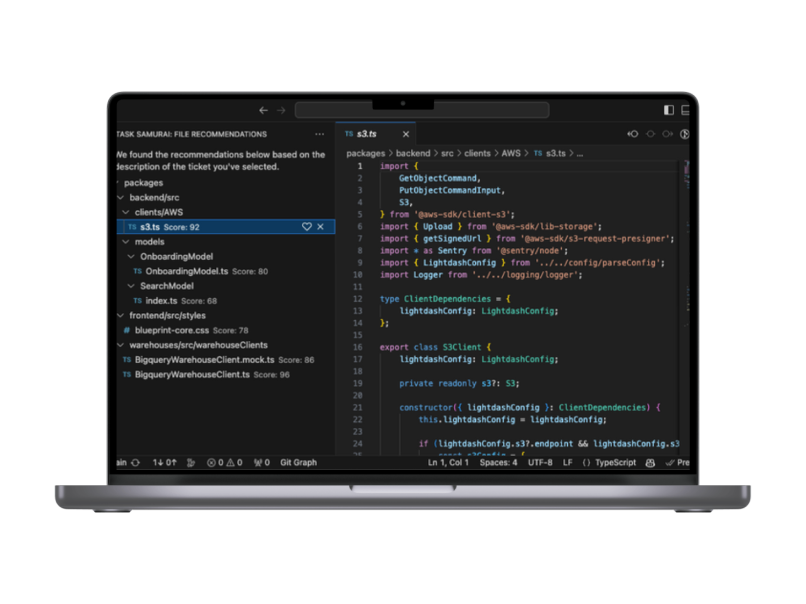 TASK SAMURAI: FILE RECOMMENDATIONS
We found the recommendations below based on the
description of the ticket you've selected.
packages
backend/src
clients/AWS
TS s3.ts Score: 92
models
OnboardingModel
TS OnboardingModel.ts Score: 80
SearchModel
TS index.ts Score: 68
frontend/src/styles
# blueprint-core.css Score: 78
warehouses/src/warehouseClients
TS BigqueryWarehouseClient.mock.ts Score: 86
TS BigqueryWarehouseClient.ts Score: 96
TS s3.ts
packages > backend > src > clients > AWS > TS s3.ts > ...
1 import {
2 GetObjectCommand,
3 PutObjectCommandInput,
4 S3,
5 } from '@aws-sdk/client-s3';
6 import { Upload } from '@aws-sdk/lib-storage';
7 import { getSignedUrl } from '@aws-sdk/s3-request-presigner';
8 import * as Sentry from '@sentry/node';
9 import { LightdashConfig } from '../../config/parseConfig';
10 import Logger from '../../logging/logger';
11
12 type ClientDependencies = {
13 lightdashConfig: LightdashConfig;
14 };
15
16 export class S3Client {
17 lightdashConfig: LightdashConfig;
18
19 private readonly s3?: S3;
20
21 constructor({ lightdashConfig }: ClientDependencies) {
22 this.lightdashConfig = lightdashConfig;
23
24 if (lightdashConfig.s3?.endpoint && lightdashConfig.s3
25 const s3Config = {
ain 1↓ 0↑ 0 0 0 Git Graph
Ln 1, Col 1 Spaces: 4 UTF-8 LF {} TypeScript Pre